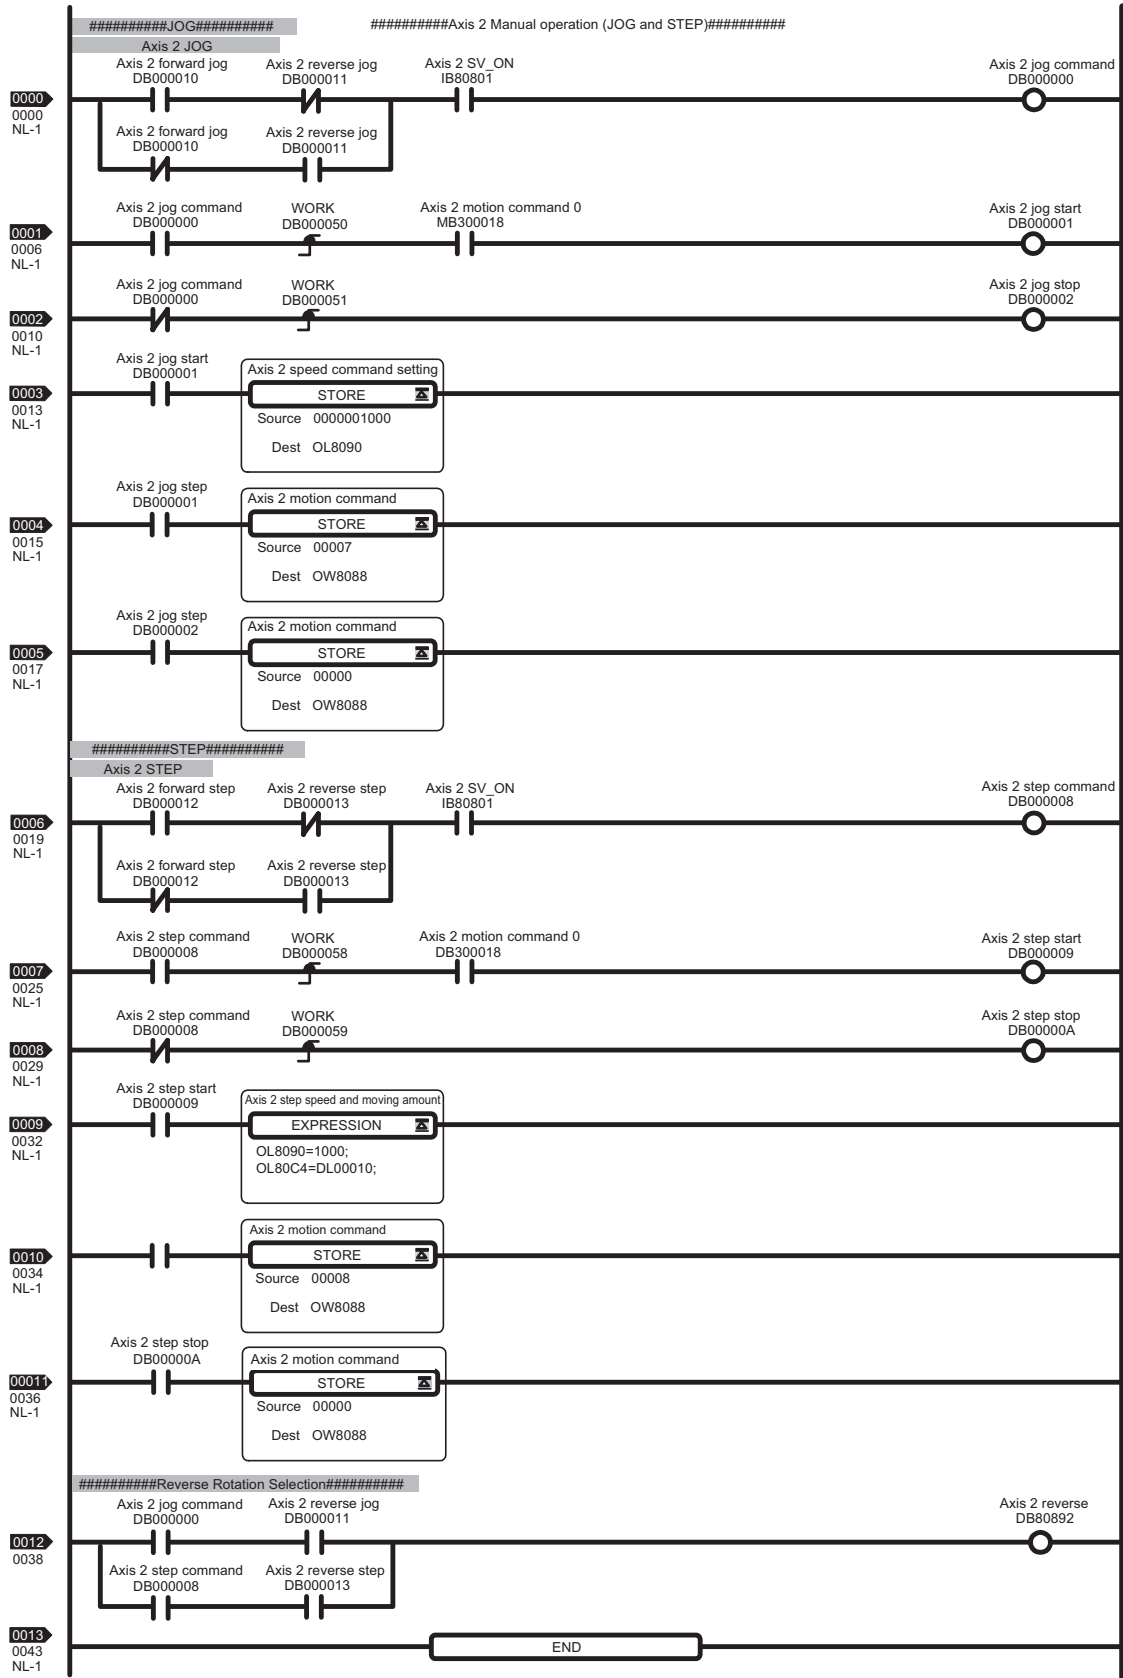 ##########JOG##########
##########Axis 2 Manual operation (JOG and STEP)##########
Axis 2 JOG
Axis 2 forward jog
DB000010
Axis 2 reverse jog
DB000011
Axis 2 SV_ON
IB80801
Axis 2 jog command
DB000000
0000
0000
NL-1
Axis 2 forward jog
DB000010
Axis 2 reverse jog
DB000011
Axis 2 jog command
DB000000
WORK
DB000050
Axis 2 motion command 0
MB300018
Axis 2 jog start
DB000001
0001
0006
NL-1
Axis 2 jog command
DB000000
WORK
DB000051
Axis 2 jog stop
DB000002
0002
0010
NL-1
Axis 2 jog start
DB000001
Axis 2 speed command setting
0003
0013
NL-1
STORE
Source 0000001000
Dest OL8090
Axis 2 jog step
DB000001
Axis 2 motion command
0004
0015
NL-1
STORE
Source 00007
Dest OW8088
Axis 2 jog step
DB000002
Axis 2 motion command
0005
0017
NL-1
STORE
Source 00000
Dest OW8088
##########STEP##########
Axis 2 STEP
Axis 2 forward step
DB000012
Axis 2 reverse step
DB000013
Axis 2 SV_ON
IB80801
Axis 2 step command
DB000008
0006
0019
NL-1
Axis 2 forward step
DB000012
Axis 2 reverse step
DB000013
Axis 2 step command
DB000008
WORK
DB000058
Axis 2 motion command 0
DB300018
Axis 2 step start
DB000009
0007
0025
NL-1
Axis 2 step command
DB000008
WORK
DB000059
Axis 2 step stop
DB00000A
0008
0029
NL-1
Axis 2 step start
DB000009
Axis 2 step speed and moving amount
0009
0032
NL-1
EXPRESSION
OL8090=1000;
OL80C4=DL00010;
Axis 2 motion command
0010
0034
NL-1
STORE
Source 00008
Dest OW8088
Axis 2 step stop
DB00000A
Axis 2 motion command
00011
0036
NL-1
STORE
Source 00000
Dest OW8088
##########Reverse Rotation Selection##########
Axis 2 jog command
DB000000
Axis 2 reverse jog
DB000011
Axis 2 reverse
DB80892
0012
0038
Axis 2 step command
DB000008
Axis 2 reverse step
DB000013
0013
0043
NL-1
END